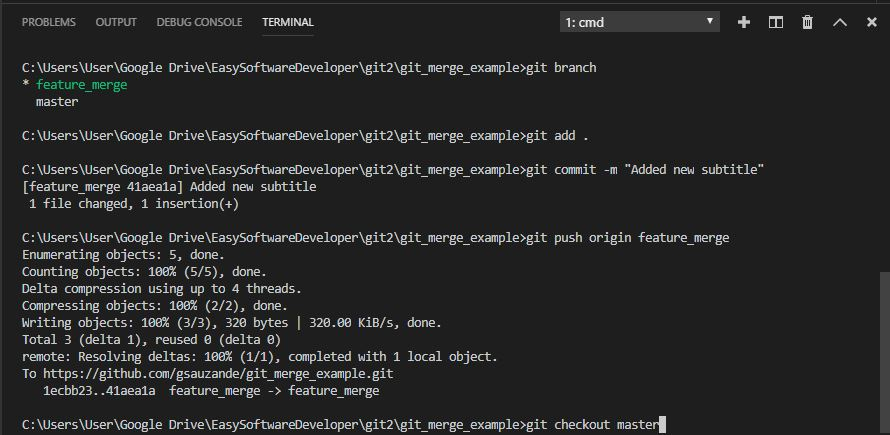 PROBLEMS OUTPUT DEBUG CONSOLE TERMINAL 1: cmd
C:\Users\User\Google Drive\EasySoftwareDeveloper\git2\git_merge_example>git branch
* feature_merge
  master
C:\Users\User\Google Drive\EasySoftwareDeveloper\git2\git_merge_example>git add .
C:\Users\User\Google Drive\EasySoftwareDeveloper\git2\git_merge_example>git commit -m "Added new subtitle"
[feature_merge 41aea1a] Added new subtitle
 1 file changed, 1 insertion(+)
C:\Users\User\Google Drive\EasySoftwareDeveloper\git2\git_merge_example>git push origin feature_merge
Enumerating objects: 5, done.
Counting objects: 100% (5/5), done.
Delta compression using up to 4 threads.
Compressing objects: 100% (2/2), done.
Writing objects: 100% (3/3), 320 bytes | 320.00 KiB/s, done.
Total 3 (delta 1), reused 0 (delta 0)
remote: Resolving deltas: 100% (1/1), completed with 1 local object.
To https://github.com/gsauzande/git_merge_example.git
   1ecbb23..41aea1a  feature_merge -> feature_merge
C:\Users\User\Google Drive\EasySoftwareDeveloper\git2\git_merge_example>git checkout master